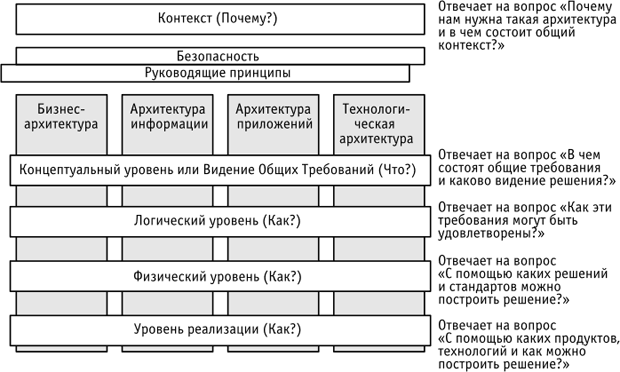 Контекст (Почему?)
Отвечает на вопрос «Почему
нам нужна такая архитектура
и в чем состоит общий
контекст?»
Безопасность
Руководящие принципы
Бизнес-
архитектура
Архитектура
информации
Архитектура
приложений
Технологи-
ческая
архитектура
Концептуальный уровень или Видение Общих Требований (Что?)
Отвечает на вопрос «В чем
состоят общие требования
и каково видение решения?»
Логический уровень (Как?)
Отвечает на вопрос «Как эти
требования могут быть
удовлетворены?»
Физический уровень (Как?)
Отвечает на вопрос
«С помощью каких решений
и стандартов можно
построить решение?»
Уровень реализации (Как?)
Отвечает на вопрос
«С помощью каких продуктов,
технологий и как можно
построить решение?»